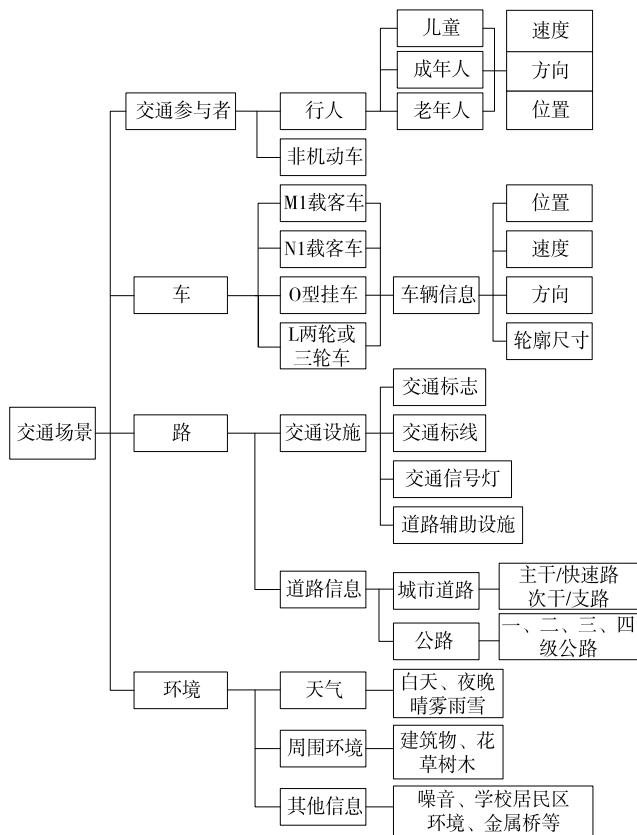 儿童
速度
成年人
方向
交通参与者
行人
老年人
位置
非机动车
M1载客车
位置
N1载客车
速度
车
O型挂车
车辆信息
方向
L两轮或
三轮车
轮廓尺寸
交通标志
交通场景
路
交通设施
交通标线
交通信号灯
道路辅助设施
道路信息
城市道路
主干/快速路
次干/支路
公路
一、二、三、四
级公路
环境
天气
白天、夜晚
晴雾雨雪
周围环境
建筑物、花
草树木
其他信息
噪音、学校居民区
环境、金属桥等